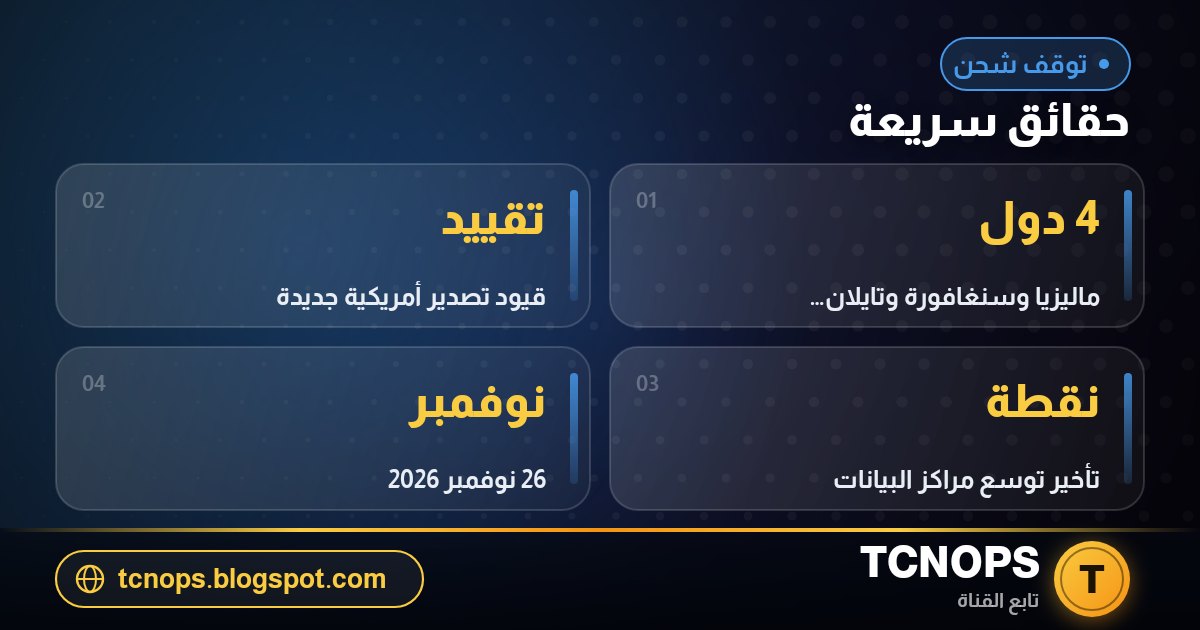 توقف شحن
حقائق سريعة
01
4 دول
ماليزيا وسنغافورة وتايلان...
02
تقييد
قيود تصدير أمريكية جديدة
03
نقطة
تأخير توسع مراكز البيانات
04
نوفمبر
26 نوفمبر 2026
TCNOPS
تابع القناة
T
tcnops.blogspot.com